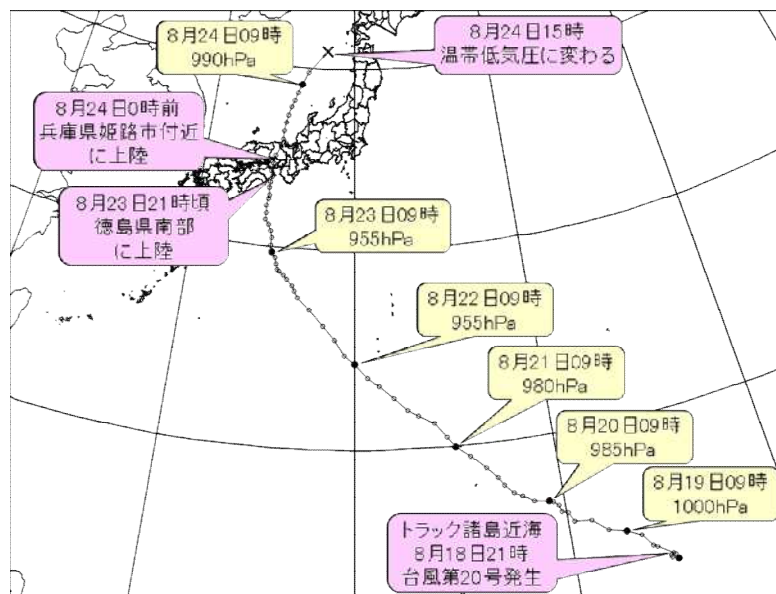 8月24日09時
990hPa
8月24日15時
温帯低気圧に変わる
8月24日0時前
兵庫県姫路市付近
に上陸
8月23日21時頃
徳島県南部
に上陸
8月23日09時
955hPa
8月22日09時
955hPa
8月21日09時
980hPa
8月20日09時
985hPa
8月19日09時
1000hPa
トラック諸島近海
8月18日21時
台風第20号発生